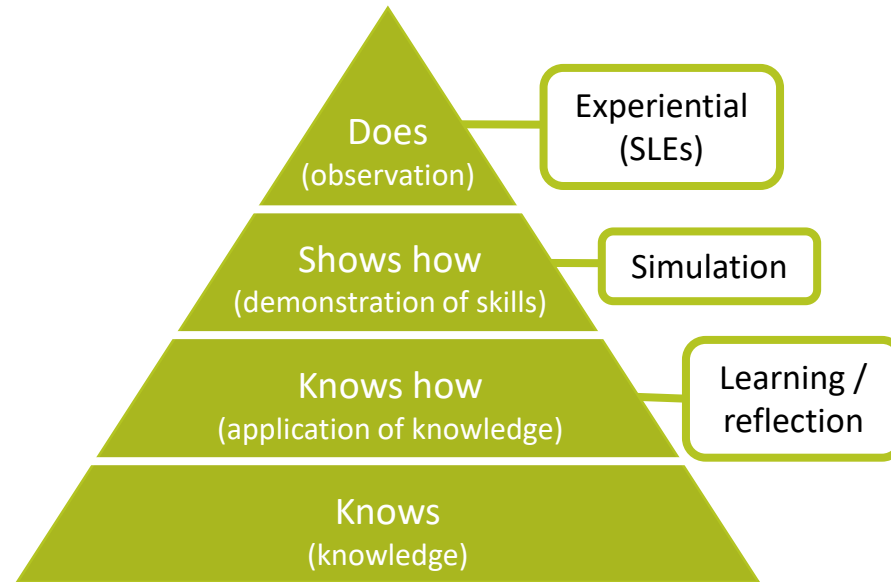 Does
(observation)
Experiential
(SLEs)
Shows how
(demonstration of skills)
Simulation
Knows how
(application of knowledge)
Learning /
reflection
Knows
(knowledge)